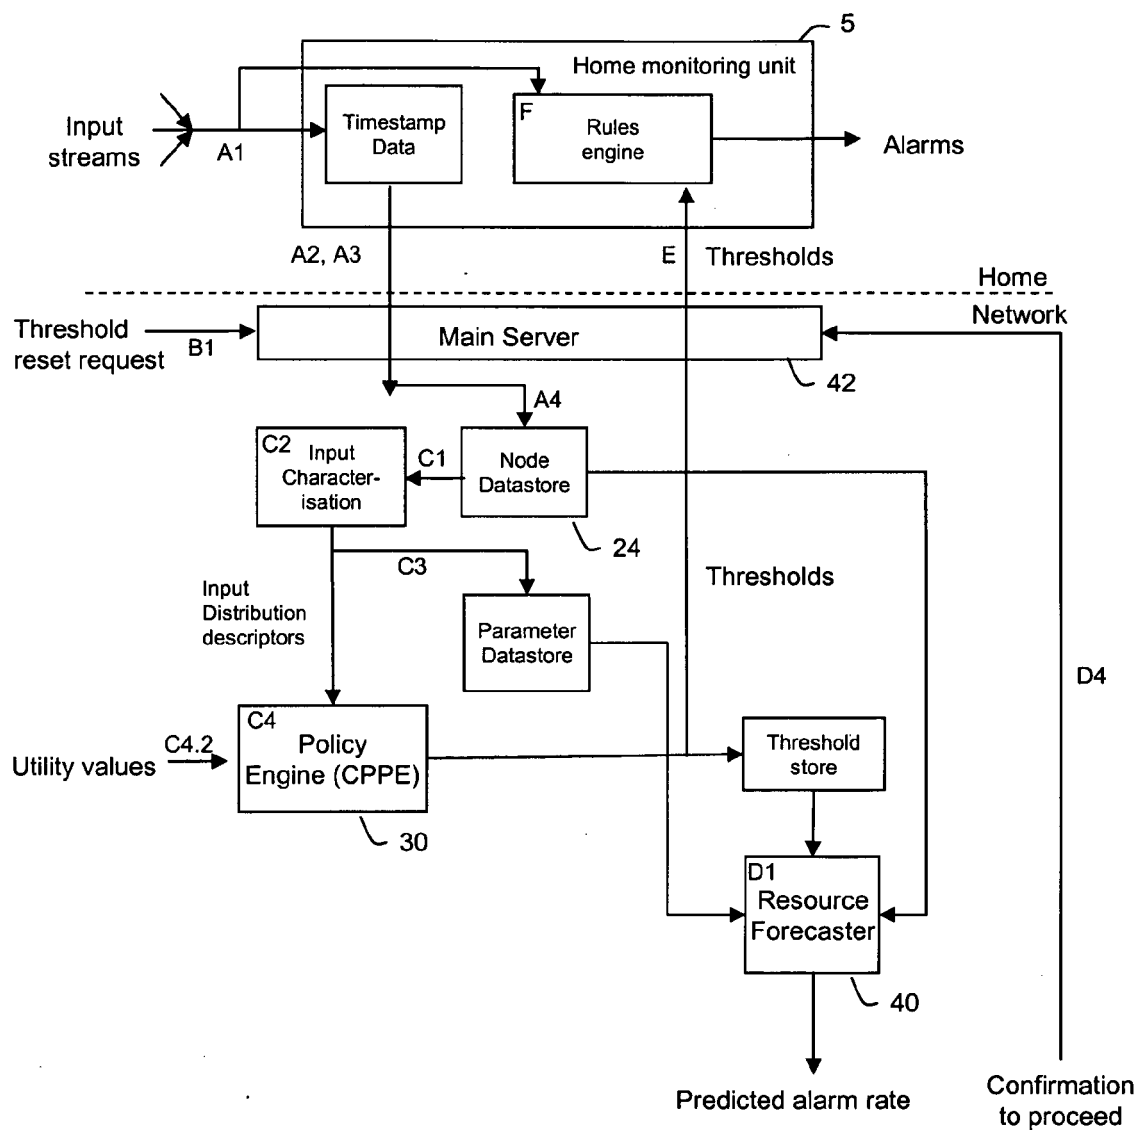 5
Home monitoring unit
F
Timestamp
Data
Rules
engine
Input
streams
A1
Alarms
A2, A3
E
Thresholds
Home
Network
Threshold
reset request
B1
Main Server
42
A4
C2
Input
Character-
isation
C1
Node
Datastore
24
C3
Thresholds
Input
Distribution
descriptors
Parameter
Datastore
D4
C4
Policy
Engine (CPPE)
C4.2
Utility values
Threshold
store
30
D1
Resource
Forecaster
40
Predicted alarm rate
Confirmation
to proceed